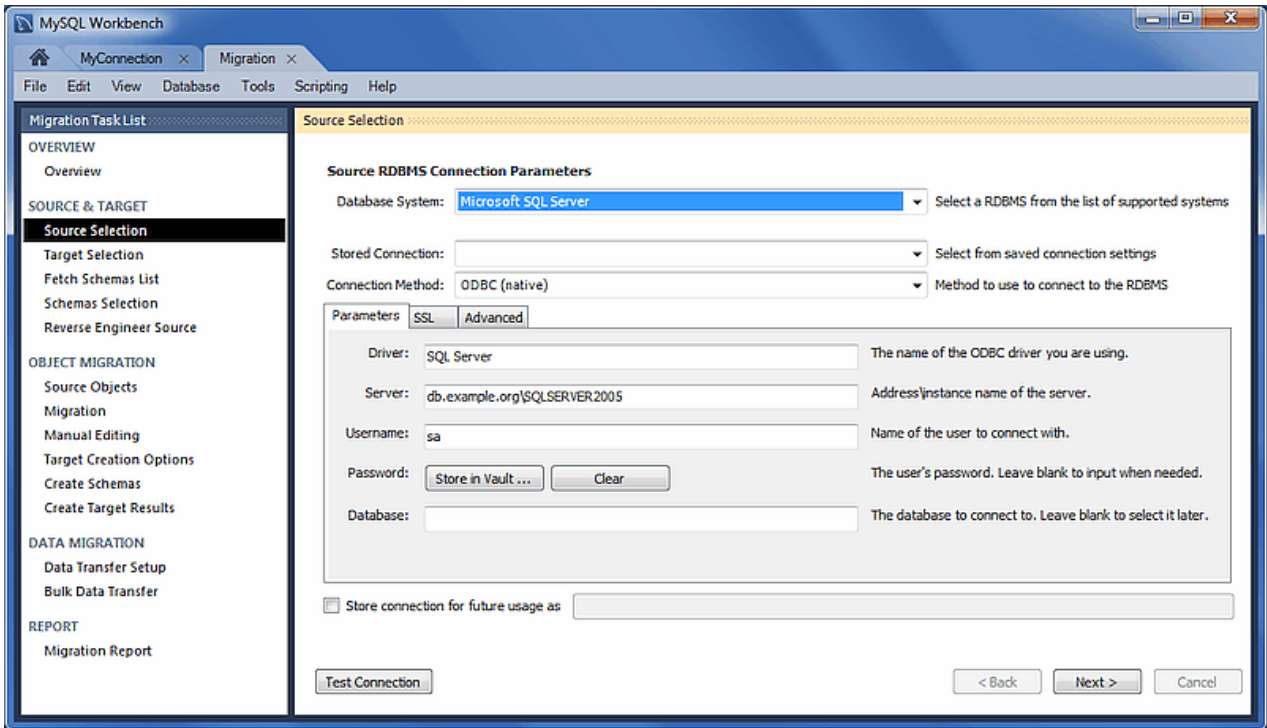 MySQL Workbench
MyConnection
Migration
File Edit View Database Tools Scripting Help
Migration Task List
OVERVIEW
Overview
SOURCE & TARGET
Source Selection
Target Selection
Fetch Schemas List
Schemas Selection
Reverse Engineer Source
OBJECT MIGRATION
Source Objects
Migration
Manual Editing
Target Creation Options
Create Schemas
Create Target Results
DATA MIGRATION
Data Transfer Setup
Bulk Data Transfer
REPORT
Migration Report
Source Selection
Source RDBMS Connection Parameters
Database System: Microsoft SQL Server Select a RDBMS from the list of supported systems
Stored Connection: Select from saved connection settings
Connection Method: ODBC (native) Method to use to connect to the RDBMS
Parameters SSL Advanced
Driver: SQL Server The name of the ODBC driver you are using.
Server: db.example.org\SQLSERVER2005 Address\instance name of the server.
Username: sa Name of the user to connect with.
Password: Store in Vault ... Clear The user's password. Leave blank to input when needed.
Database: The database to connect to. Leave blank to select it later.
Store connection for future usage as
Test Connection < Back Next > Cancel